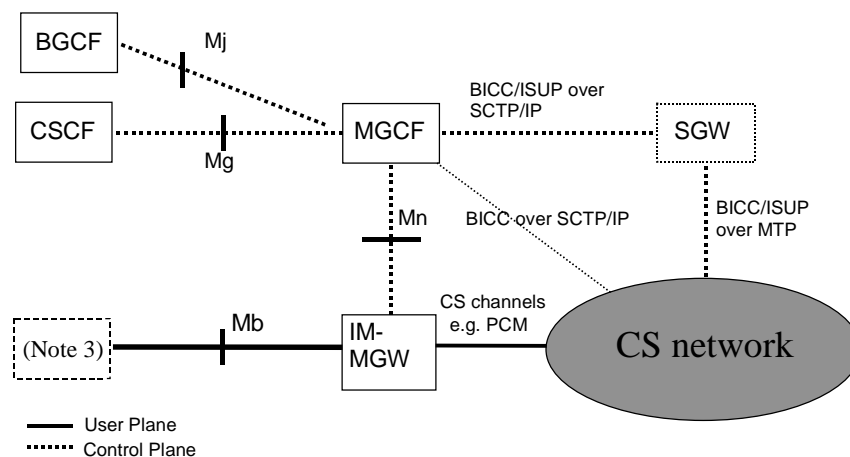 BGCF
Mj
BICC/ISUP over
SCTP/IP
CSCF
Mg
MGCF
SGW
Mn
BICC over SCTP/IP
BICC/ISUP
over MTP
(Note 3)
Mb
IM-
MGW
CS channels
e.g. PCM
CS network
User Plane
Control Plane